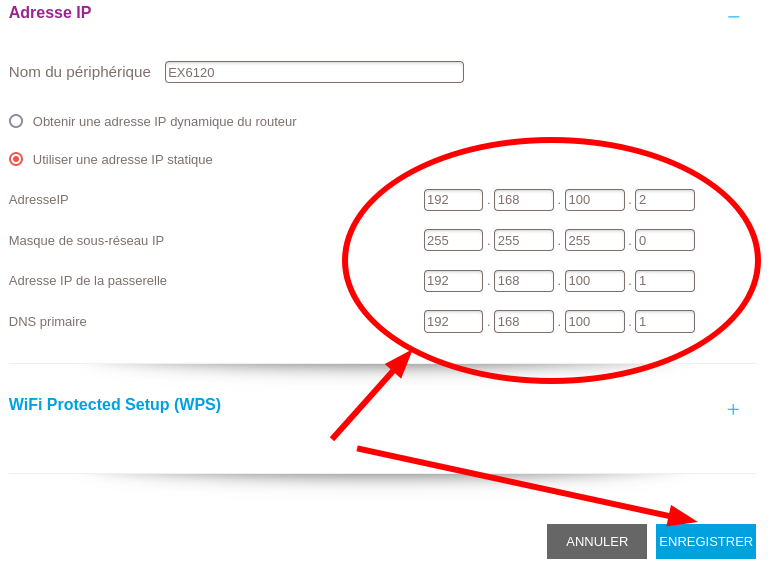 Adresse IP
Nom du périphérique EX6120
Obtenir une adresse IP dynamique du routeur
Utiliser une adresse IP statique
AdresseIP 192 . 168 . 100 . 2
Masque de sous-réseau IP 255 . 255 . 255 . 0
Adresse IP de la passerelle 192 . 168 . 100 . 1
DNS primaire 192 . 168 . 100 . 1
WiFi Protected Setup (WPS)
ANNULER ENREGISTRER